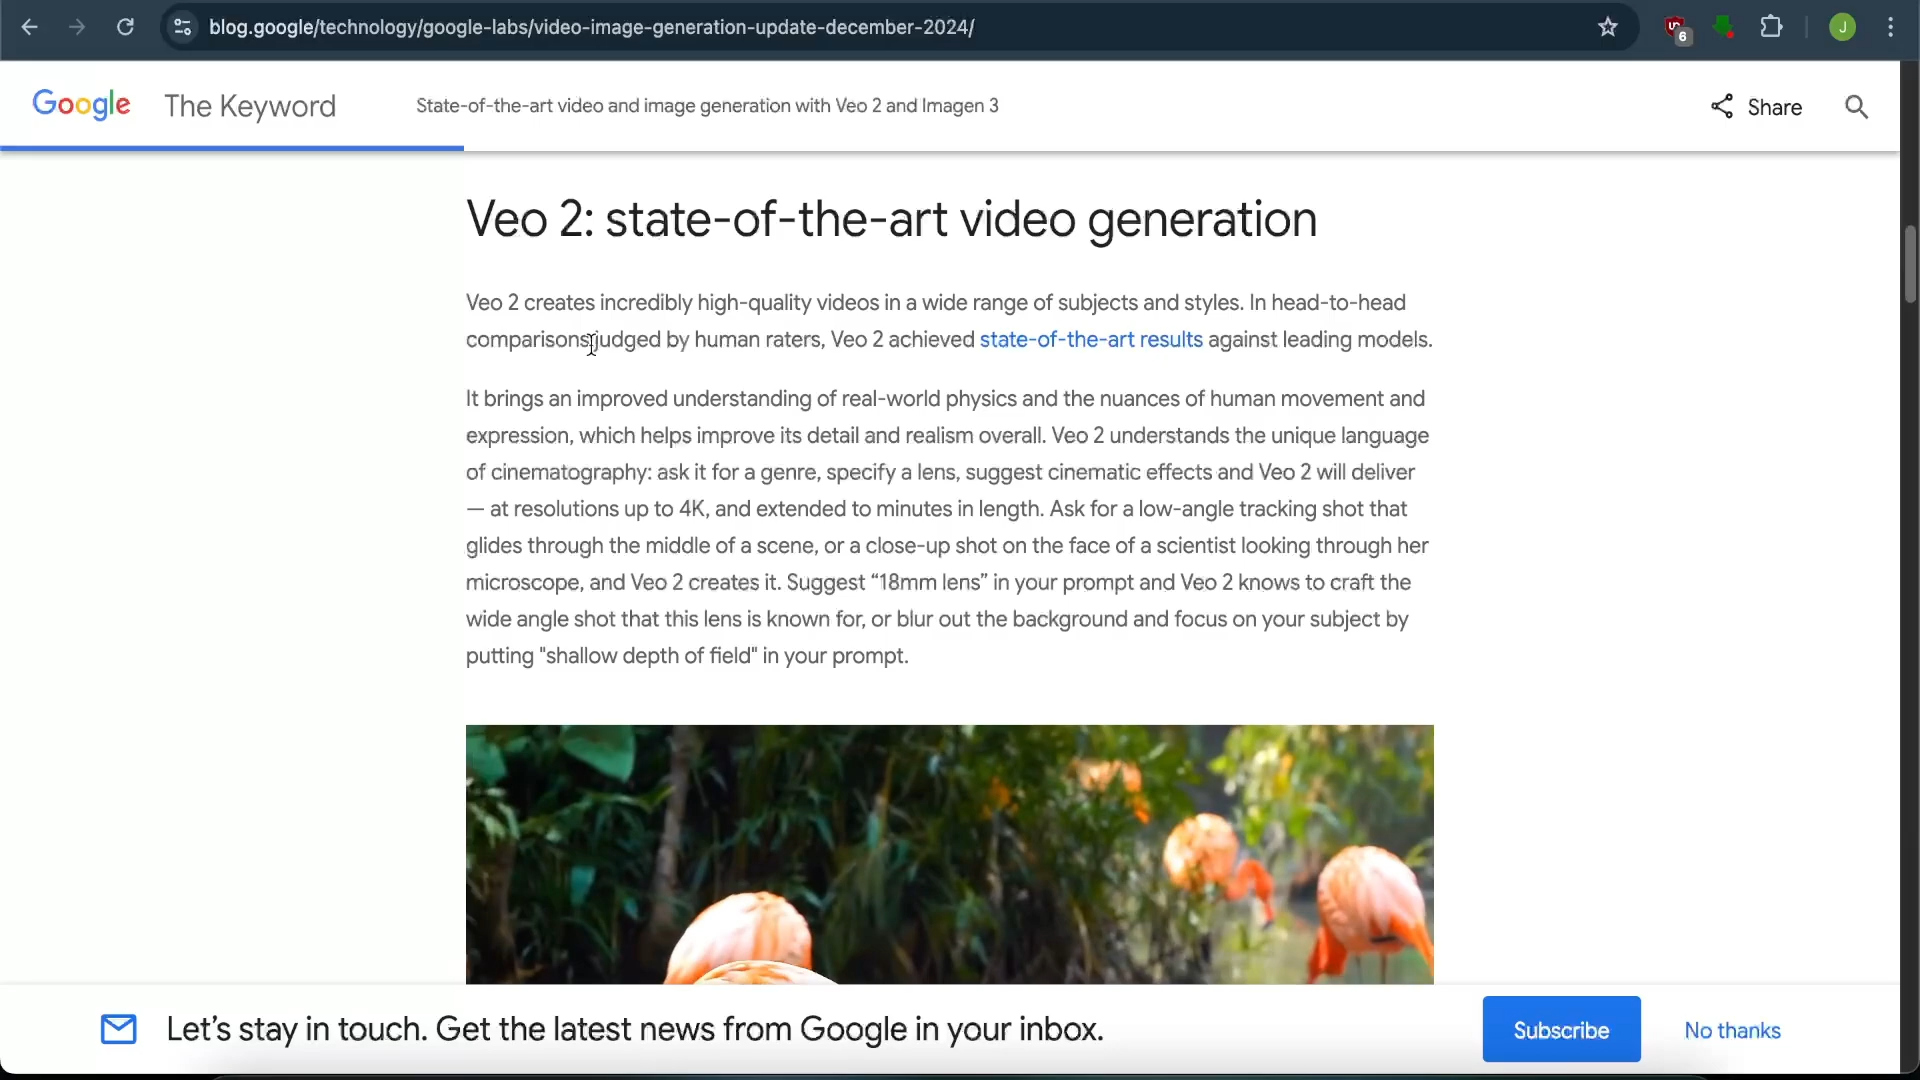 blog.google/technology/google-labs/video-image-generation-update-december-2024/
6
J
Google The Keyword
State-of-the-art video and image generation with Veo 2 and Imagen 3
Share
Veo 2: state-of-the-art video generation
Veo 2 creates incredibly high-quality videos in a wide range of subjects and styles. In head-to-head
comparisons judged by human raters, Veo 2 achieved state-of-the-art results against leading models.
It brings an improved understanding of real-world physics and the nuances of human movement and
expression, which helps improve its detail and realism overall. Veo 2 understands the unique language
of cinematography: ask it for a genre, specify a lens, suggest cinematic effects and Veo 2 will deliver
— at resolutions up to 4K, and extended to minutes in length. Ask for a low-angle tracking shot that
glides through the middle of a scene, or a close-up shot on the face of a scientist looking through her
microscope, and Veo 2 creates it. Suggest “18mm lens” in your prompt and Veo 2 knows to craft the
wide angle shot that this lens is known for, or blur out the background and focus on your subject by
putting "shallow depth of field" in your prompt.
Let’s stay in touch. Get the latest news from Google in your inbox.
Subscribe
No thanks